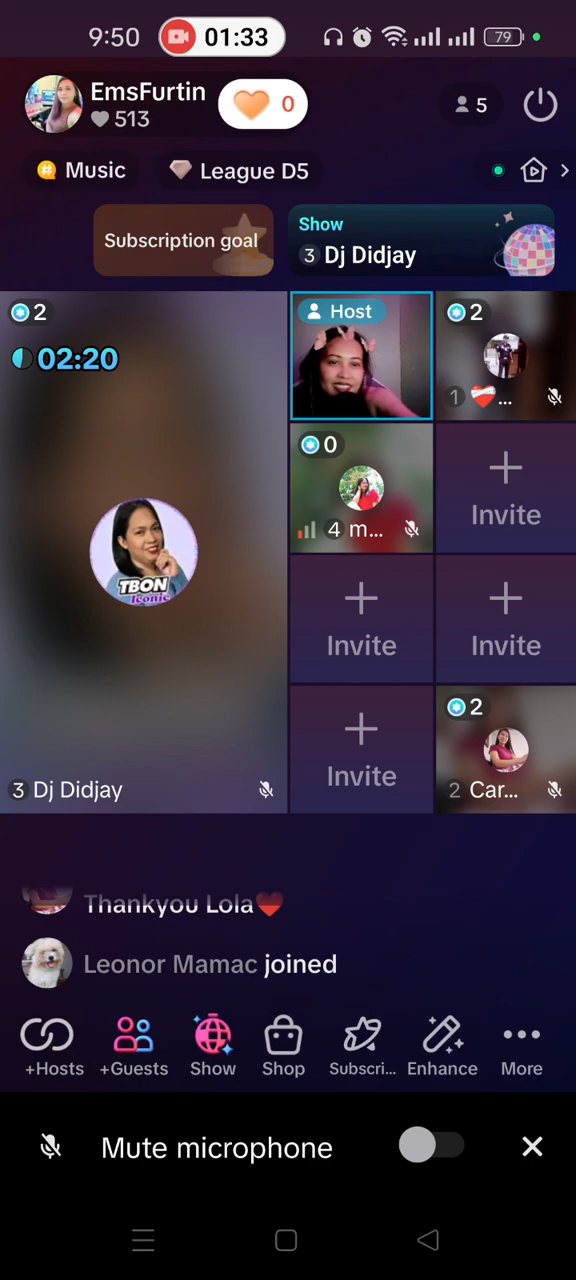 9:50
01:33
79
EmsFurtin
513
0
5
Music
League D5
Subscription goal
Show
3 Dj Didjay
2
02:20
Host
2
1 ❤️‍🩹...
0
4 m...
Invite
TBON
Iconic
Invite
Invite
Invite
2
3 Dj Didjay
2 Car...
Thankyou Lola❤️
Leonor Mamac joined
+Hosts
+Guests
Show
Shop
Subscri...
Enhance
More
Mute microphone